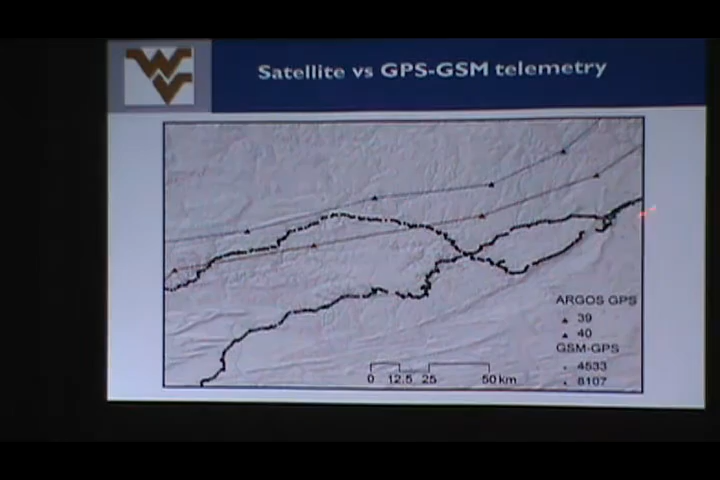 WV
Satellite vs GPS-GSM telemetry
ARGOS GPS
39
40
GSM-GPS
4533
8107
0 12.5 25 50 km